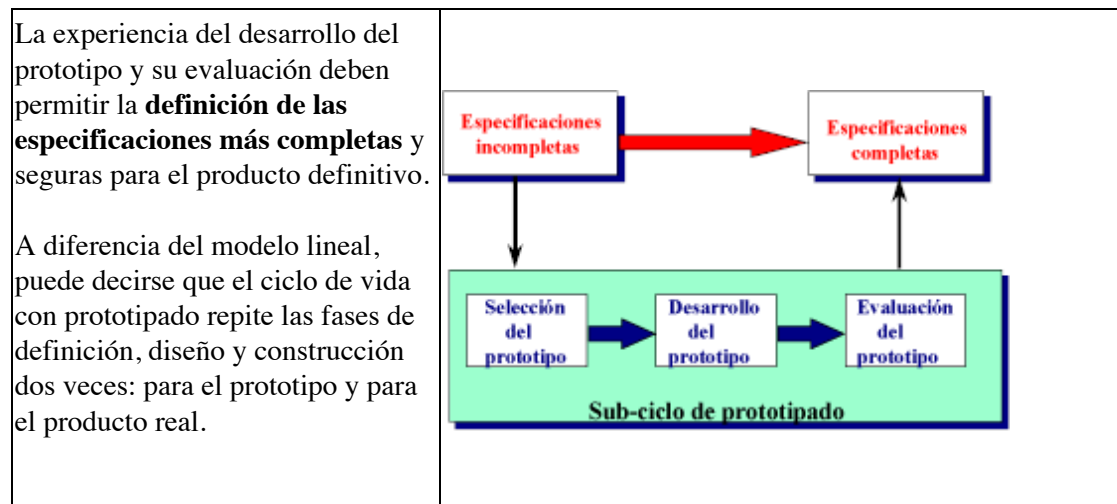 La experiencia del desarrollo del
prototipo y su evaluación deben
permitir la definición de las
especificaciones más completas y
seguras para el producto definitivo.
A diferencia del modelo lineal,
puede decirse que el ciclo de vida
con prototipado repite las fases de
definición, diseño y construcción
dos veces: para el prototipo y para
el producto real.
Especificaciones
incompletas
Especificaciones
completas
Selección
del
prototipo
Desarrollo
del
prototipo
Evaluación
del
prototipo
Sub-ciclo de prototipado